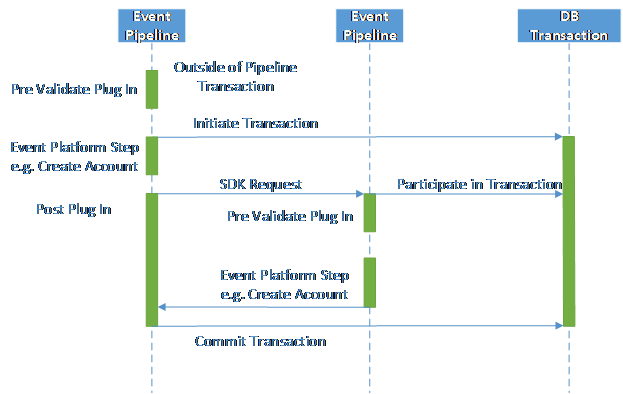 Event
Pipeline
Event
Pipeline
DB
Transaction
Outside of Pipeline
Transaction
Pre Validate Plug In
Initiate Transaction
Event Platform Step
e.g. Create Account
SDK Request
Participate in Transaction
Post Plug In
Pre Validate Plug In
Event Platform Step
e.g. Create Account
Commit Transaction